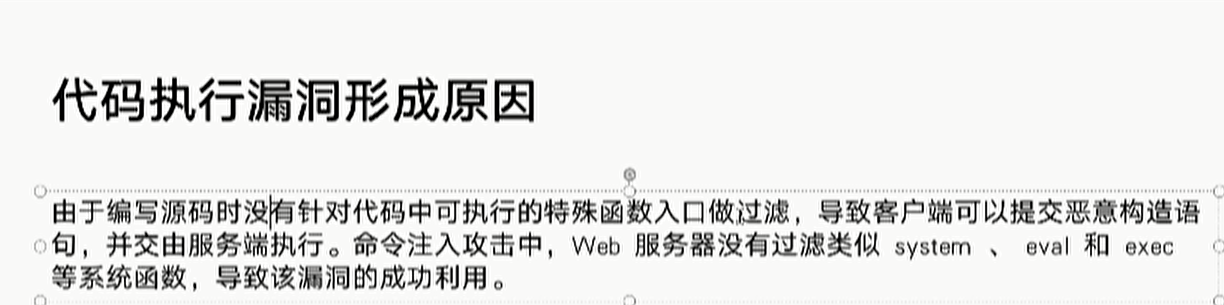 代码执行漏洞形成原因
由于编写源码时没有针对代码中可执行的特殊函数入口做过滤，导致客户端可以提交恶意构造语
句，并交由服务端执行。命令注入攻击中，Web 服务器没有过滤类似 system 、 eval 和 exec
等系统函数，导致该漏洞的成功利用。